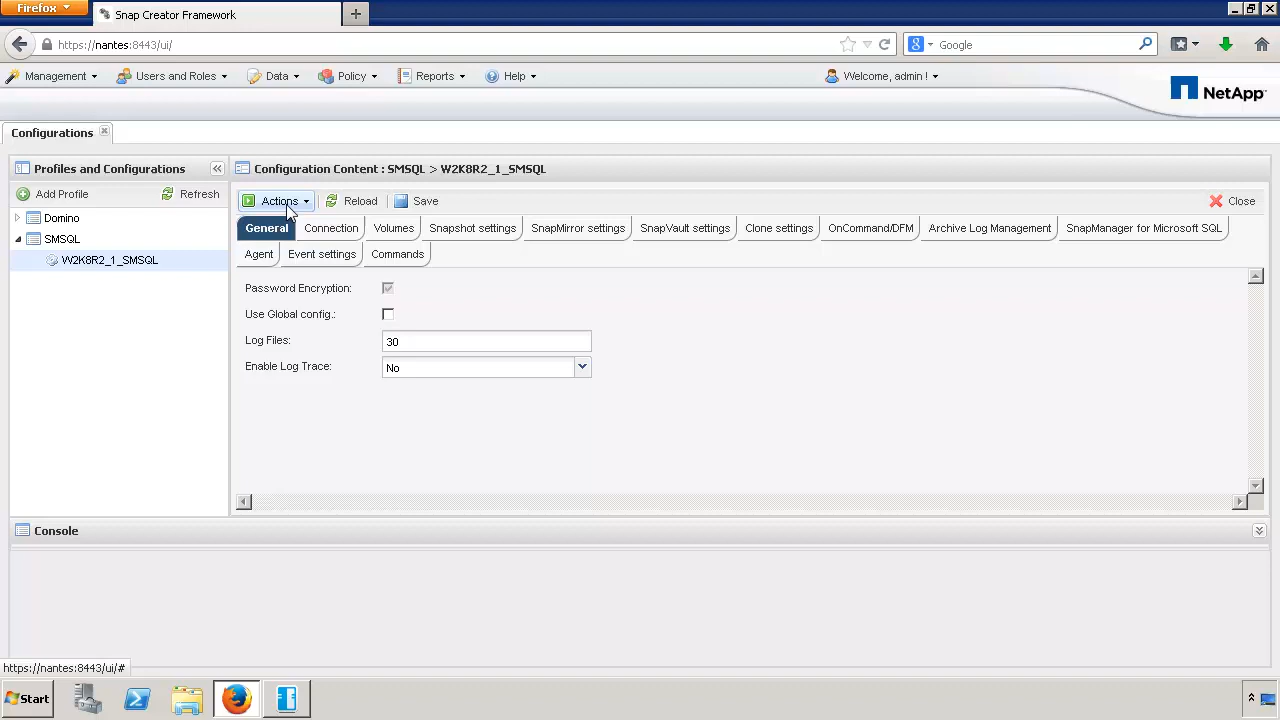 Firefox
Snap Creator Framework
https://nantes:8443/ui/
Google
Management
Users and Roles
Data
Policy
Reports
Help
Welcome, admin !
NetApp
Configurations
Profiles and Configurations
Configuration Content : SMSQL > W2K8R2_1_SMSQL
Add Profile
Refresh
Actions
Reload
Save
Close
Domino
SMSQL
W2K8R2_1_SMSQL
General
Connection
Volumes
Snapshot settings
SnapMirror settings
SnapVault settings
Clone settings
OnCommand/DFM
Archive Log Management
SnapManager for Microsoft SQL
Agent
Event settings
Commands
Password Encryption:
Use Global config.:
Log Files:
30
Enable Log Trace:
No
Console
https://nantes:8443/ui/#
Start